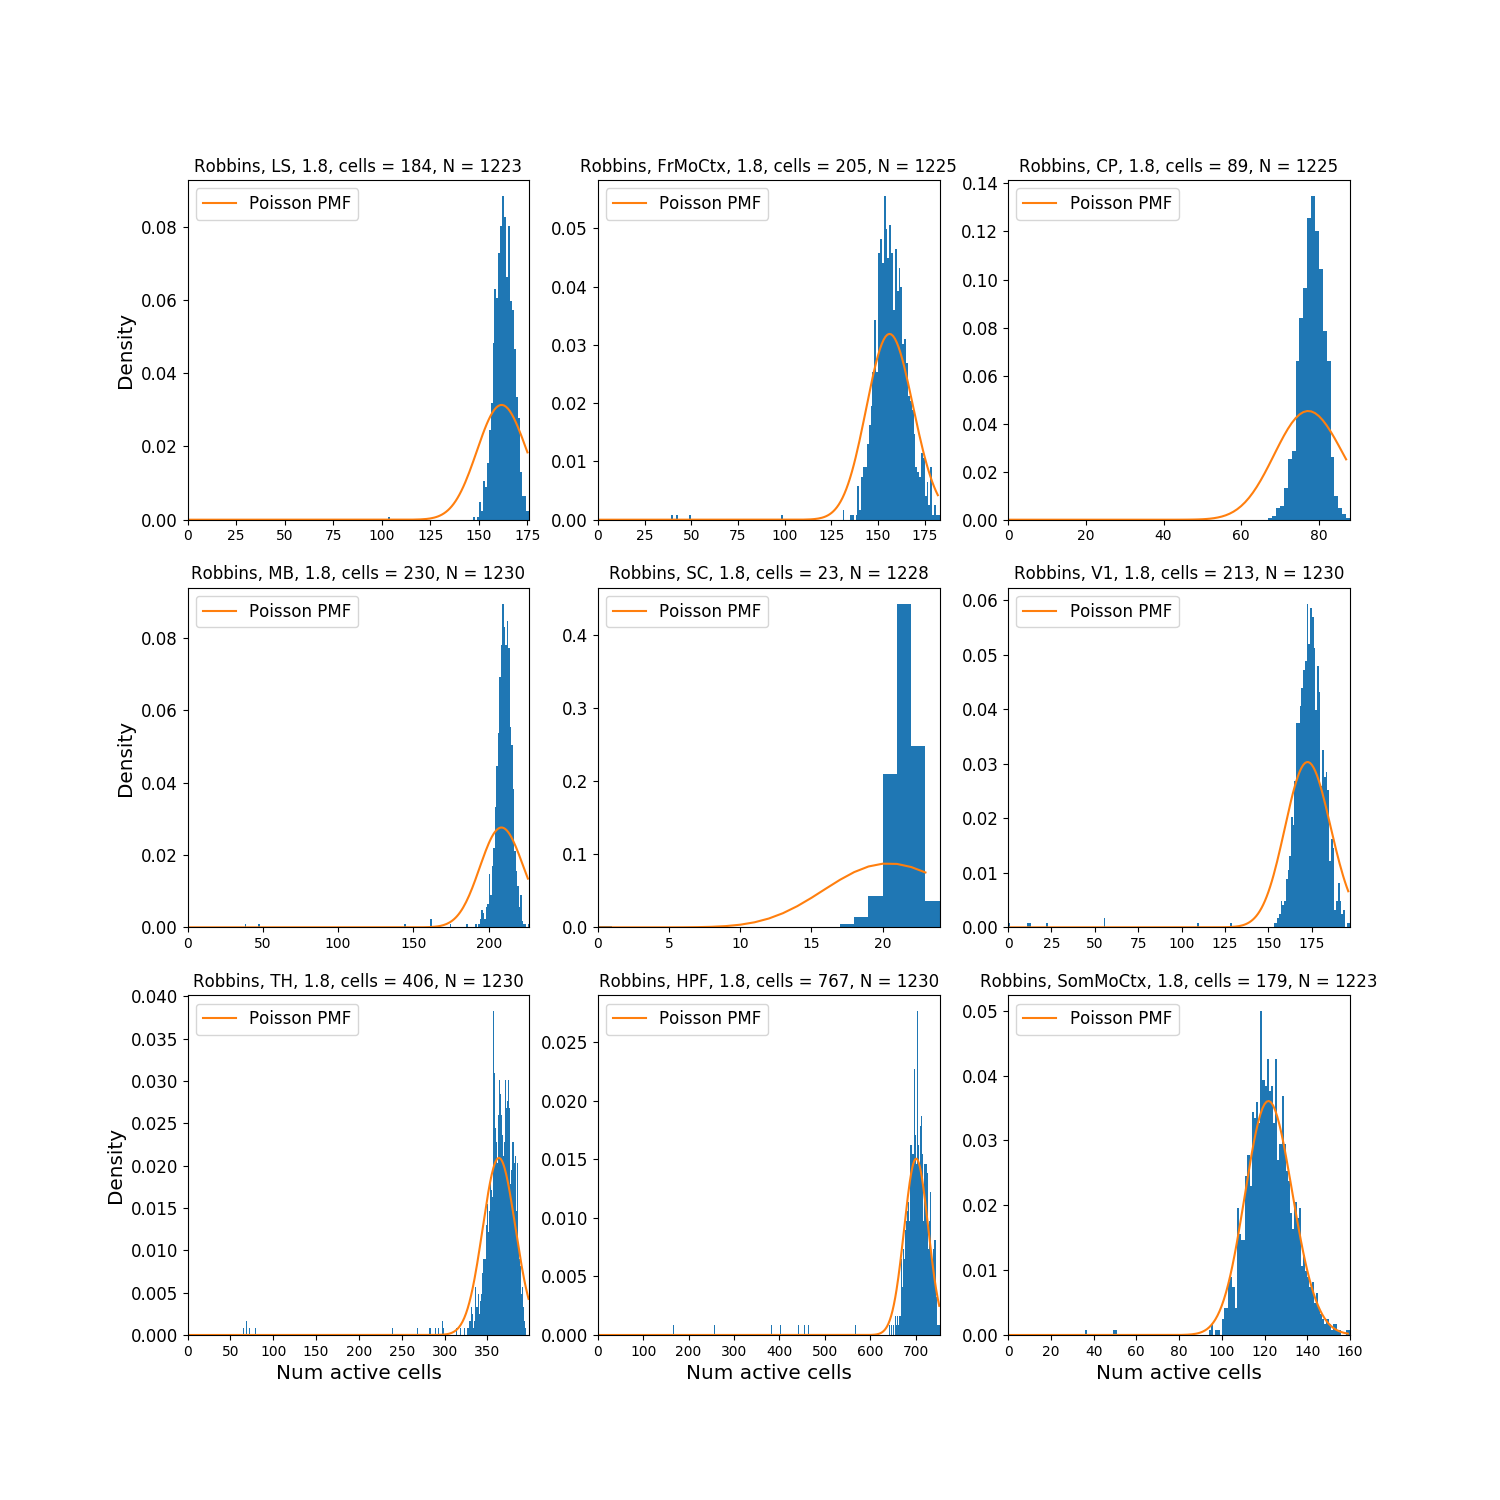 Robbins, LS, 1.8, cells = 184, N = 1223
Poisson PMF
Density
0.08
0.06
0.04
0.02
0.00
0 25 50 75 100 125 150 175
Robbins, FrMoCtx, 1.8, cells = 205, N = 1225
Poisson PMF
0.05
0.04
0.03
0.02
0.01
0.00
0 25 50 75 100 125 150 175
Robbins, CP, 1.8, cells = 89, N = 1225
Poisson PMF
0.14
0.12
0.10
0.08
0.06
0.04
0.02
0.00
0 20 40 60 80
Robbins, MB, 1.8, cells = 230, N = 1230
Poisson PMF
Density
0.08
0.06
0.04
0.02
0.00
0 50 100 150 200
Robbins, SC, 1.8, cells = 23, N = 1228
Poisson PMF
0.4
0.3
0.2
0.1
0.0
0 5 10 15 20
Robbins, V1, 1.8, cells = 213, N = 1230
Poisson PMF
0.06
0.05
0.04
0.03
0.02
0.01
0.00
0 25 50 75 100 125 150 175
Robbins, TH, 1.8, cells = 406, N = 1230
Poisson PMF
Density
0.040
0.035
0.030
0.025
0.020
0.015
0.010
0.005
0.000
0 50 100 150 200 250 300 350
Num active cells
Robbins, HPF, 1.8, cells = 767, N = 1230
Poisson PMF
0.025
0.020
0.015
0.010
0.005
0.000
0 100 200 300 400 500 600 700
Num active cells
Robbins, SomMoCtx, 1.8, cells = 179, N = 1223
Poisson PMF
0.05
0.04
0.03
0.02
0.01
0.00
0 20 40 60 80 100 120 140 160
Num active cells